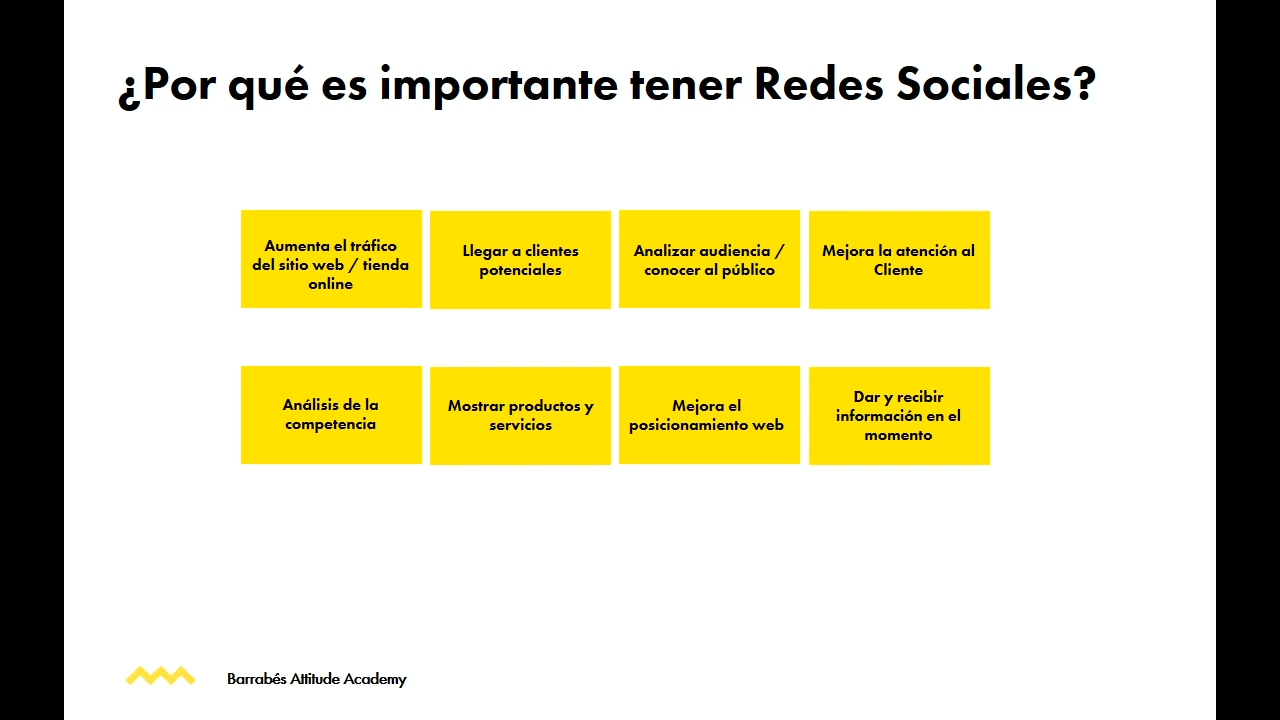 ¿Por qué es importante tener Redes Sociales?
Aumenta el tráfico
del sitio web / tienda
online
Llegar a clientes
potenciales
Analizar audiencia /
conocer al público
Mejora la atención al
Cliente
Análisis de la
competencia
Mostrar productos y
servicios
Mejora el
posicionamiento web
Dar y recibir
información en el
momento
Barrabés Attitude Academy